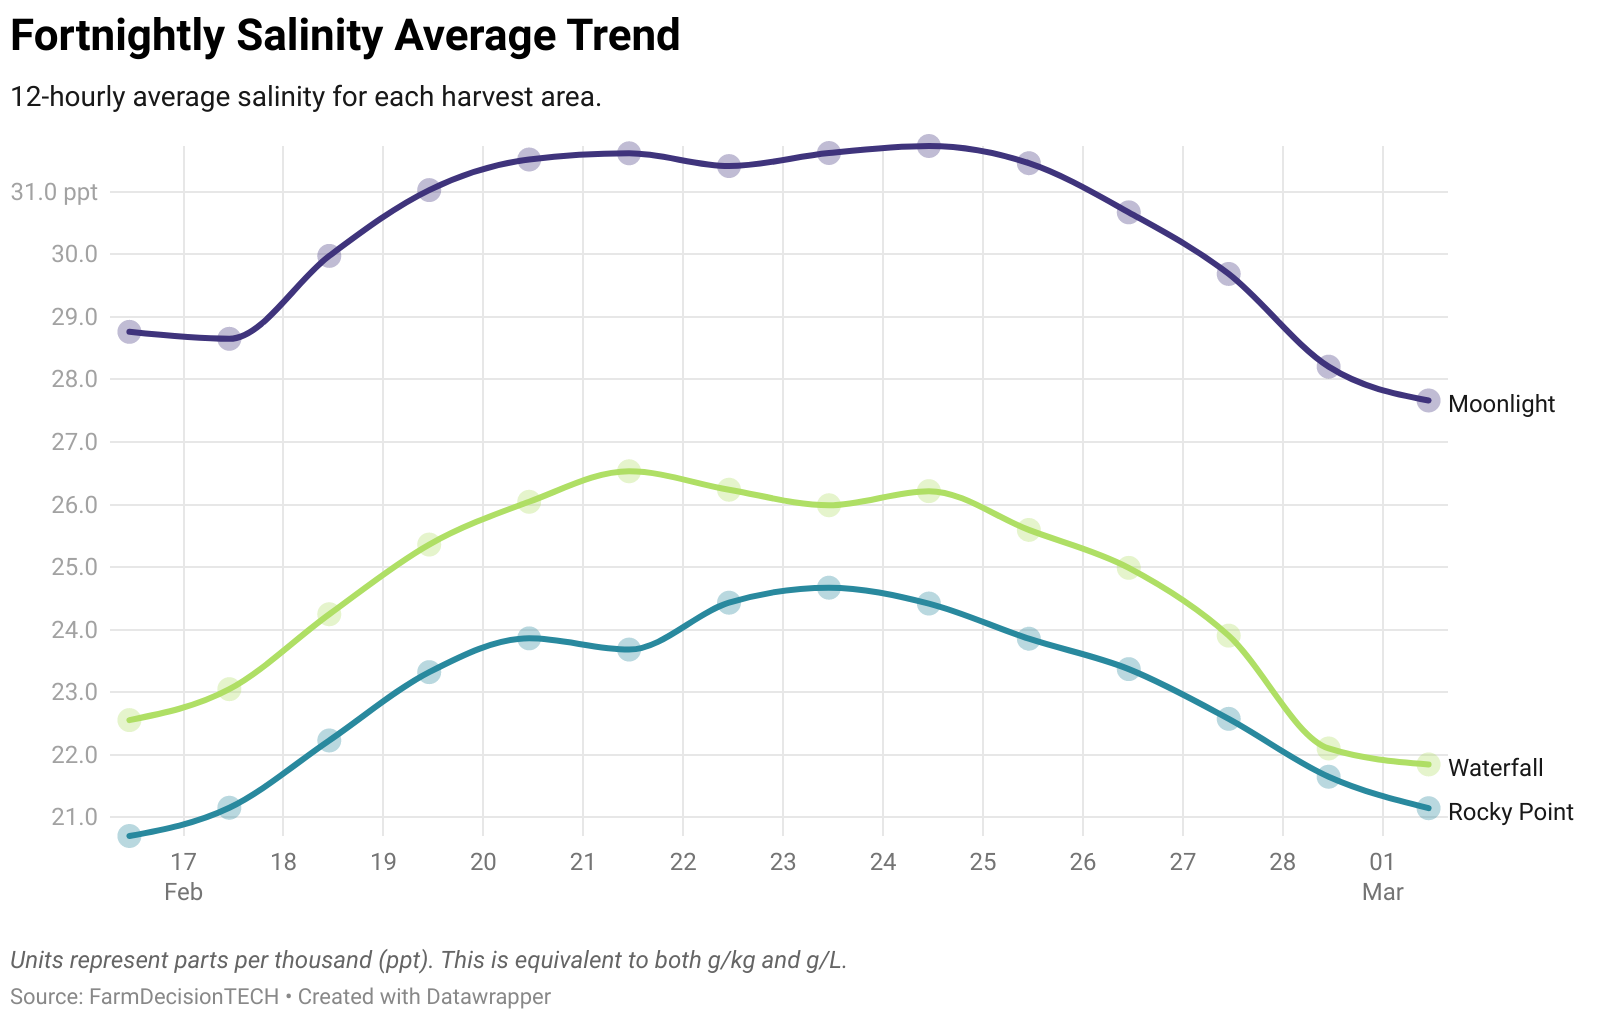 Fortnightly Salinity Average Trend
12-hourly average salinity for each harvest area.
31.0 ppt
30.0
29.0
28.0
27.0
26.0
25.0
24.0
23.0
22.0
21.0
Moonlight
Waterfall
Rocky Point
17 18 19 20 21 22 23 24 25 26 27 28 01
Feb Mar
Units represent parts per thousand (ppt). This is equivalent to both g/kg and g/L.
Source: FarmDecisionTECH • Created with Datawrapper